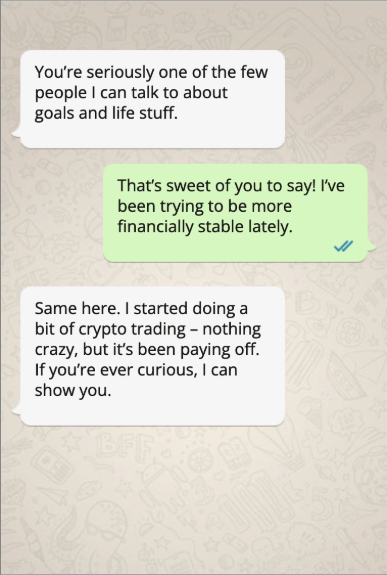 You’re seriously one of the few
people I can talk to about
goals and life stuff.
That’s sweet of you to say! I’ve
been trying to be more
financially stable lately.
Same here. I started doing a
bit of crypto trading – nothing
crazy, but it’s been paying off.
If you’re ever curious, I can
show you.
BFF